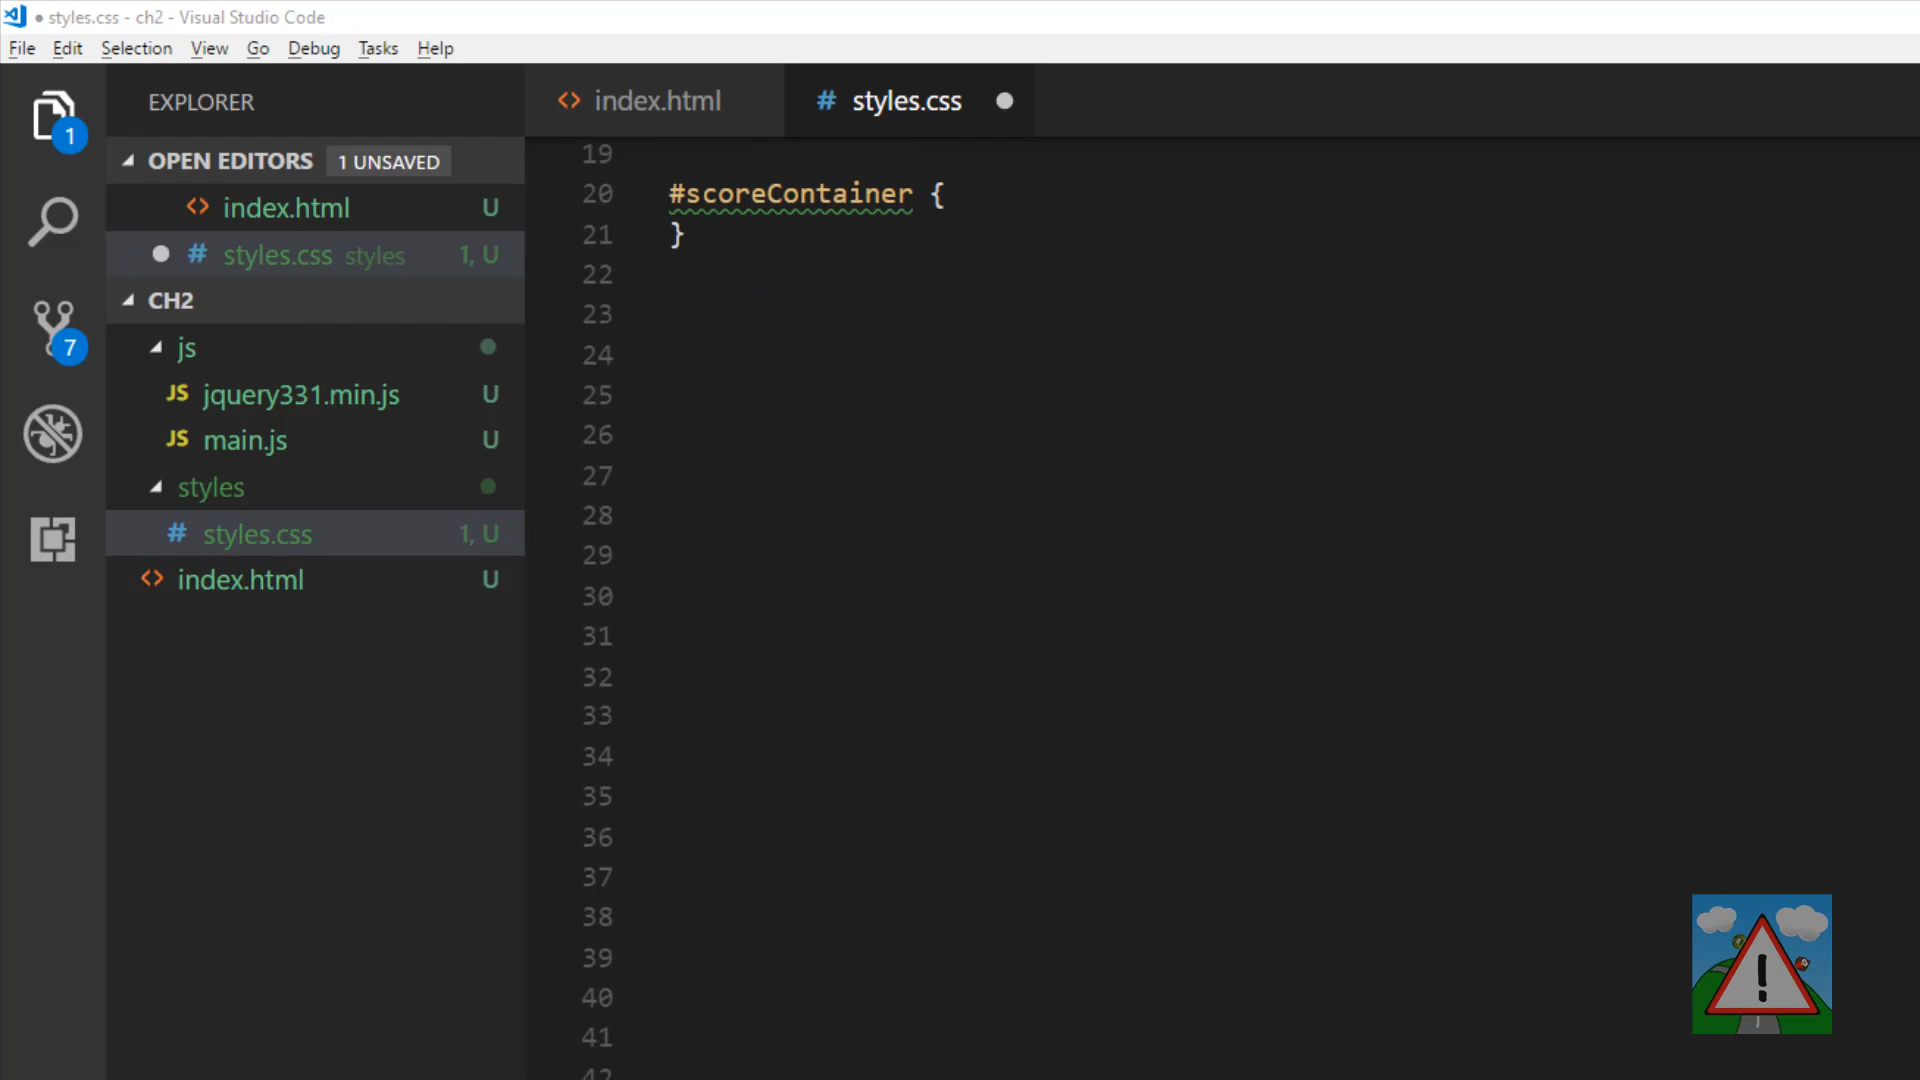 ● styles.css - ch2 - Visual Studio Code
File Edit Selection View Go Debug Tasks Help
1
EXPLORER
<> index.html
# styles.css ●
OPEN EDITORS 1 UNSAVED
<> index.html U
● # styles.css styles 1, U
CH2
7
js
JS jquery331.min.js U
JS main.js U
styles
# styles.css 1, U
<> index.html U
19
20 #scoreContainer {
21 }
22
23
24
25
26
27
28
29
30
31
32
33
34
35
36
37
38
39
40
41
42
!